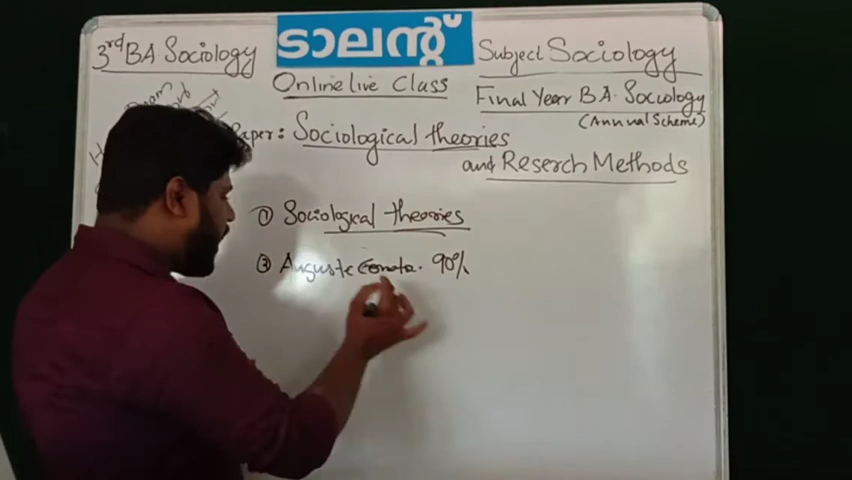 3rd BA Sociology
ടാലന്റ്
Subject Sociology
Online live Class
Final Year B.A. Sociology
(Annual Scheme)
Paper: Sociological theories
and Reserch Methods
① Sociological theories
③ Auguste Comte. 90%